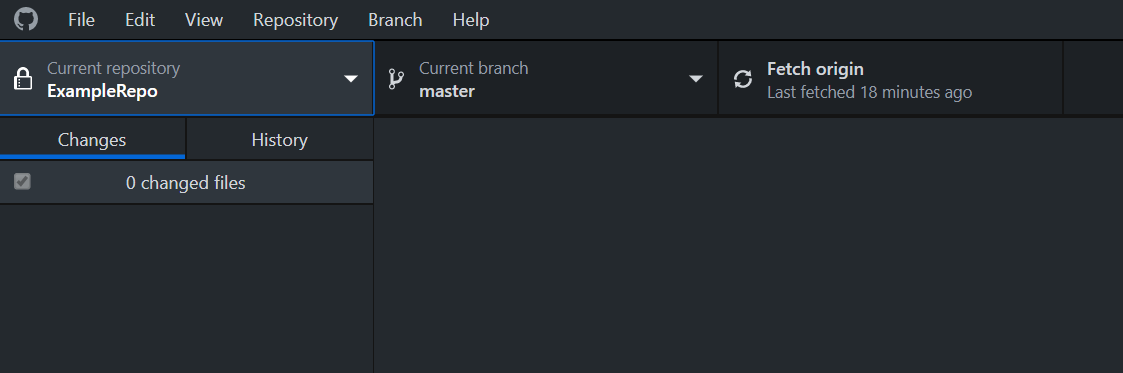 File Edit View Repository Branch Help
Current repository
ExampleRepo
Current branch
master
Fetch origin
Last fetched 18 minutes ago
Changes History
0 changed files